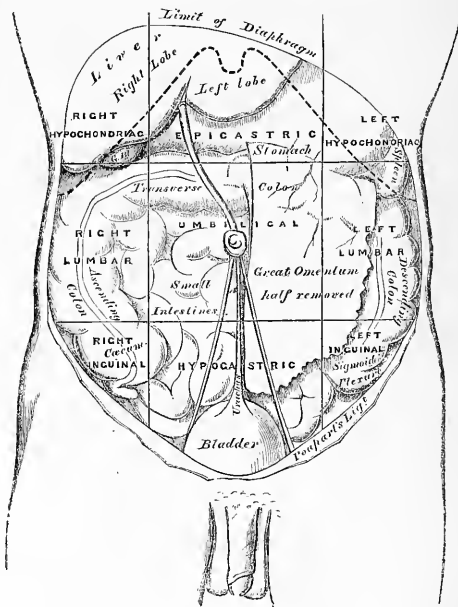 Limit of Diaphragm
Liver
Right Lobe
Left lobe
RIGHT
HYPOCHONDRIAC
EPIGASTRIC
LEFT
HYPOCHONDRIAC
Stomach
Spleen
G.B.
Transverse
Colon
UMBILICAL
RIGHT
LUMBAR
LEFT
LUMBAR
Ascending
Colon
Small
Intestines
Great Omentum
half removed
Descending
Colon
RIGHT
INGUINAL
Cæcum
HYPOGASTRIC
LEFT
INGUINAL
Sigmoid
Flexure
Urachus
Bladder
Poupart's Ligt